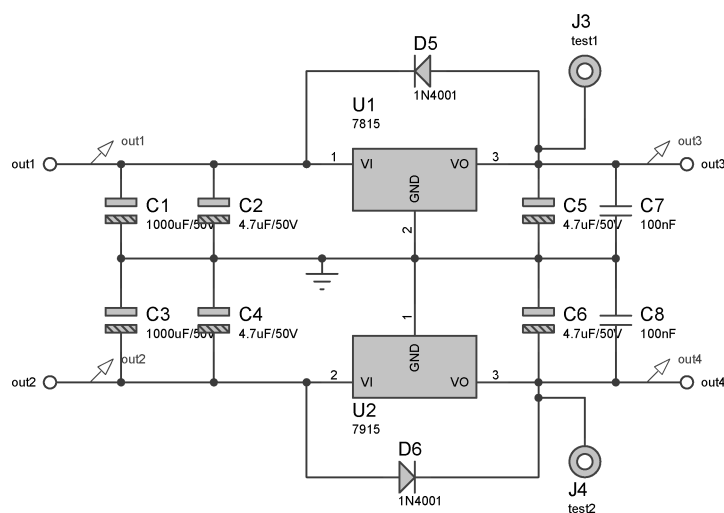 J3
test1
D5
1N4001
U1
7815
out1
out1
1
VI
VO
3
GND
2
out3
out3
C1
1000uF/50V
C2
4.7uF/50V
C5
4.7uF/50V
C7
100nF
C3
1000uF/50V
C4
4.7uF/50V
C6
4.7uF/50V
C8
100nF
1
GND
out2
out2
2
VI
VO
3
out4
out4
U2
7915
D6
1N4001
J4
test2